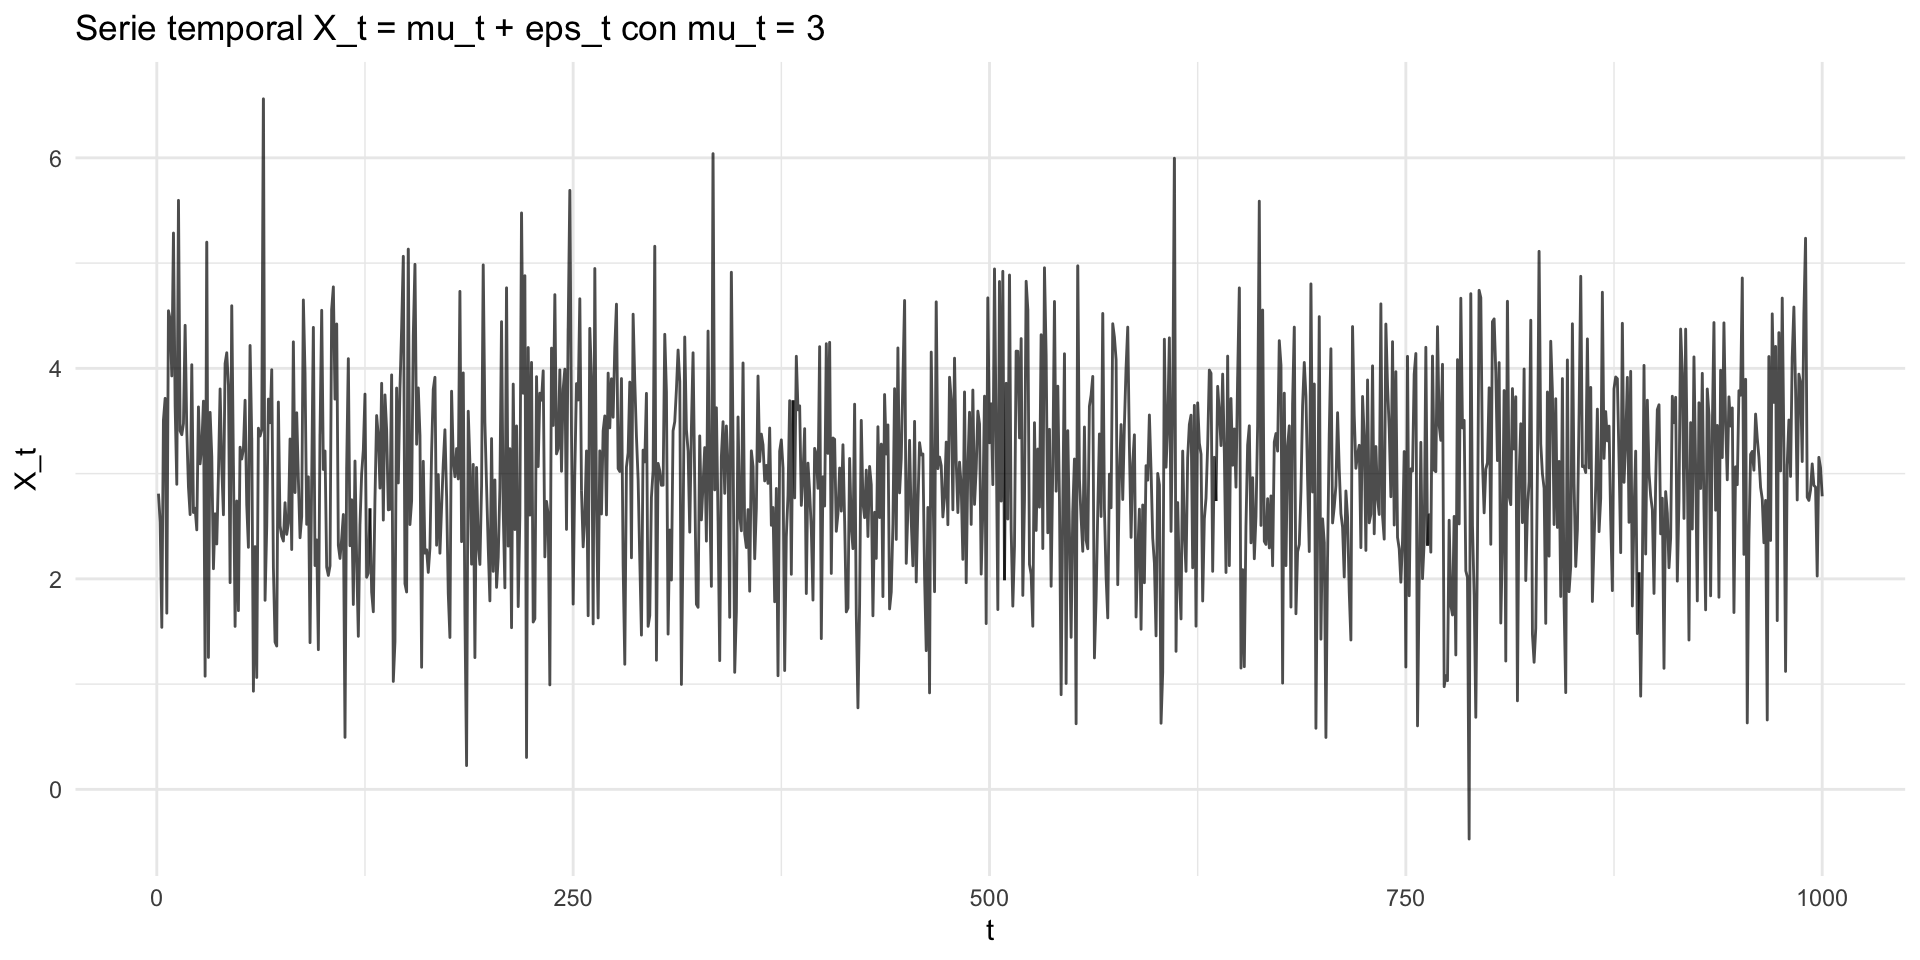 Serie temporal X_t = mu_t + eps_t con mu_t = 3
6
4
2
0
X_t
0 250 500 750 1000
t